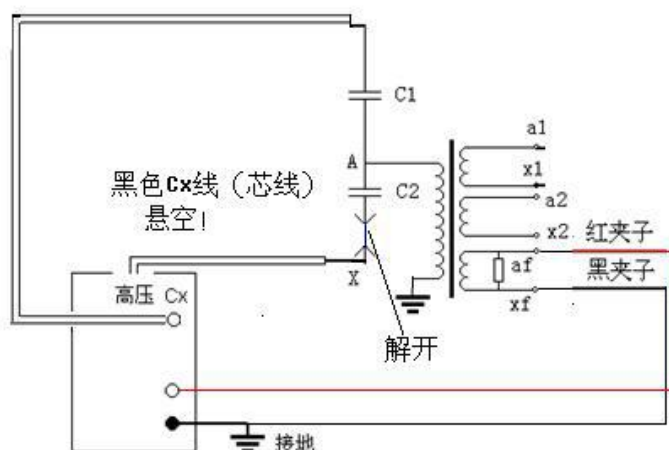 C1
a1
x1
A
C2
a2
黑色Cx线（芯线）
悬空！
x2
红夹子
af
黑夹子
X
xf
高压 Cx
解开
接地